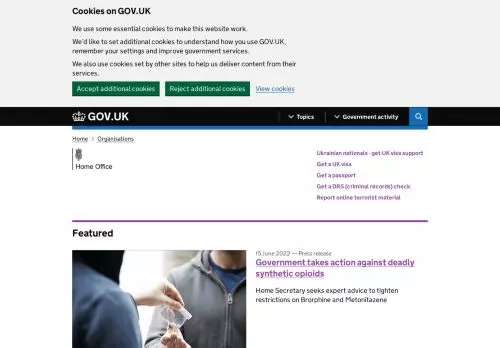 Cookies on GOV.UK
We use some essential cookies to make this website work.
We'd like to set additional cookies to understand how you use GOV.UK,
remember your settings and improve government services.
We also use cookies set by other sites to help us deliver content from their
services.
Accept additional cookies
Reject additional cookies
View cookies
GOV.UK
Topics
Government activity
Home > Organisations
Home Office
Ukrainian nationals - get UK visa support
Get a UK visa
Get a passport
Get a DBS (criminal records) check
Report online terrorist material
Featured
15 June 2022 — Press release
Government takes action against deadly
synthetic opioids
Home Secretary seeks expert advice to tighten
restrictions on Brorphine and Metonitazene